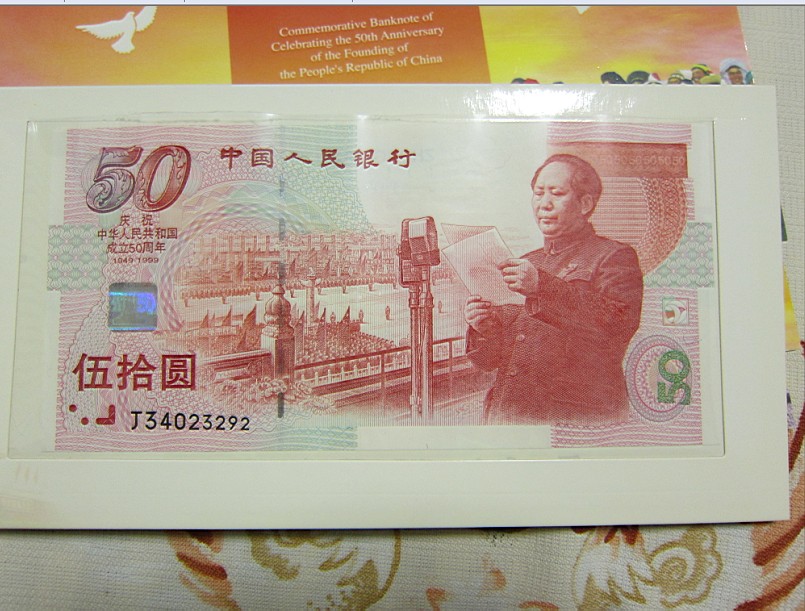 Commemorative Banknote of
Celebrating the 50th Anniversary
of the Founding of
the People's Republic of China
50
中国人民银行
庆祝
中华人民共和国
成立50周年
1949-1999
伍拾圆
J34023292
50